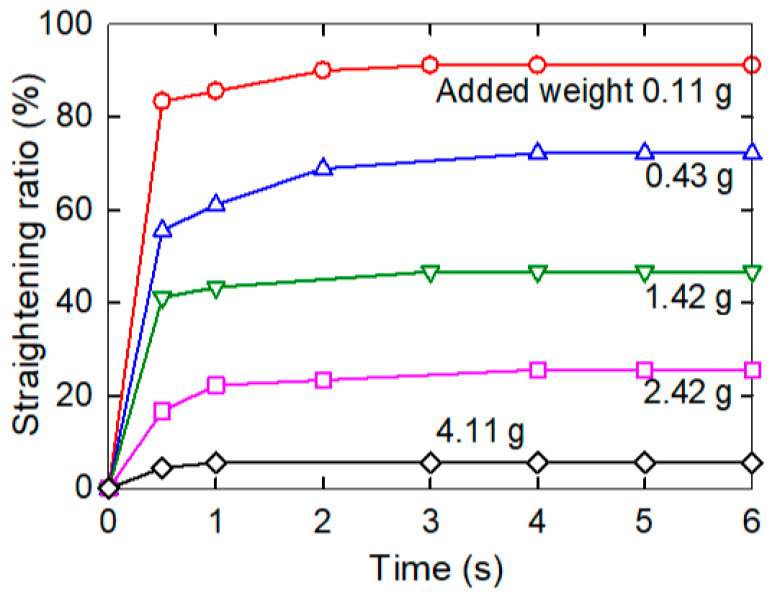 100
80
60
40
20
0
Straightening ratio (%)
Added weight 0.11 g
0.43 g
1.42 g
2.42 g
4.11 g
0 1 2 3 4 5 6
Time (s)